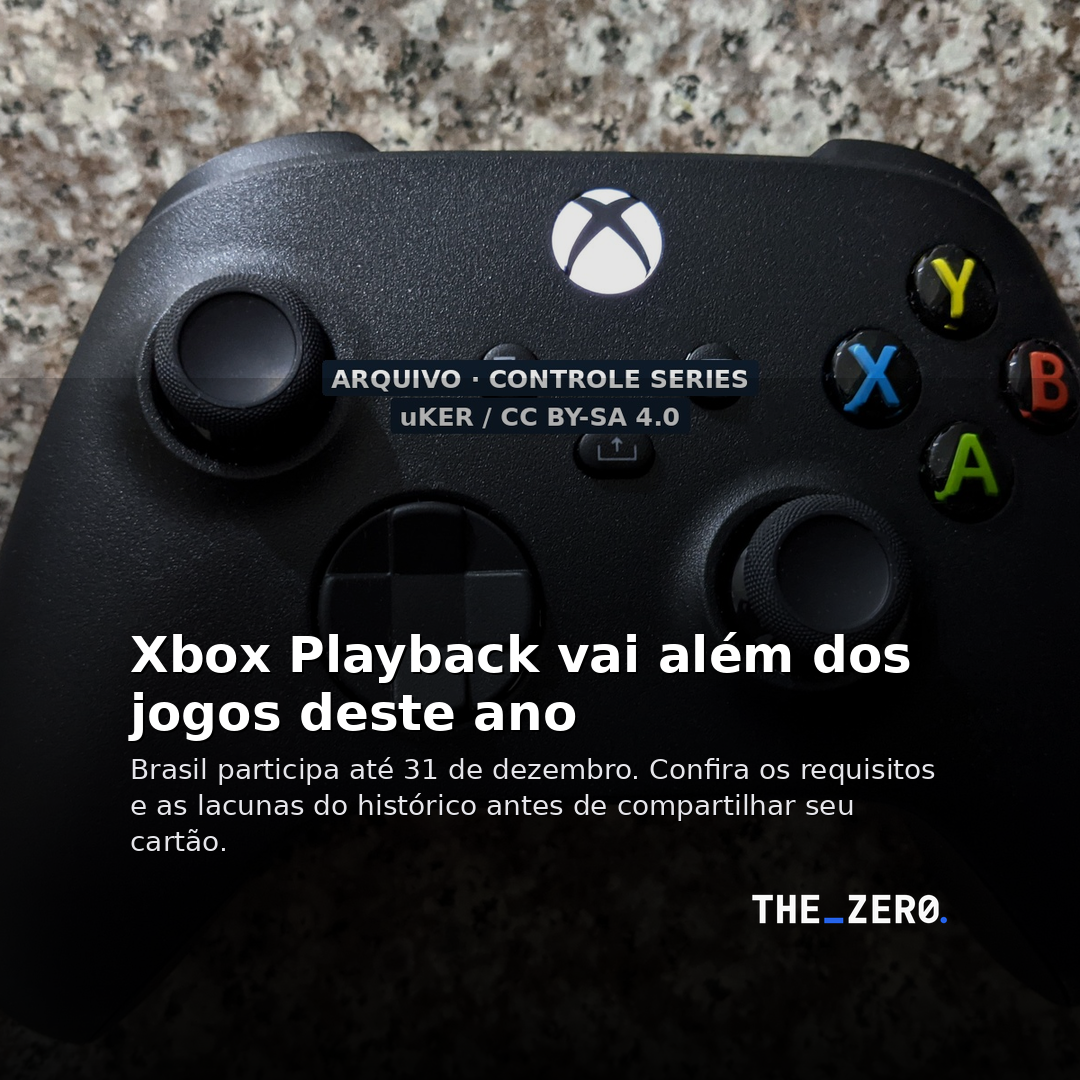 Y
X
B
ARQUIVO · CONTROLE SERIES
uKER / CC BY-SA 4.0
A
Xbox Playback vai além dos
jogos deste ano
Brasil participa até 31 de dezembro. Confira os requisitos
e as lacunas do histórico antes de compartilhar seu
cartão.
THE_ZER0.